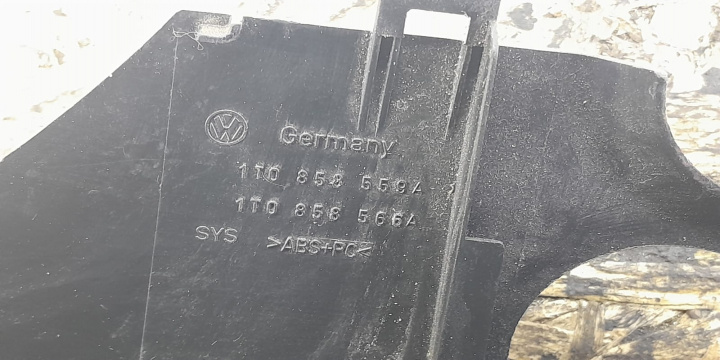 Germany
1T0 858 559A
1T0 858 566A
SYS >ABS+PC<